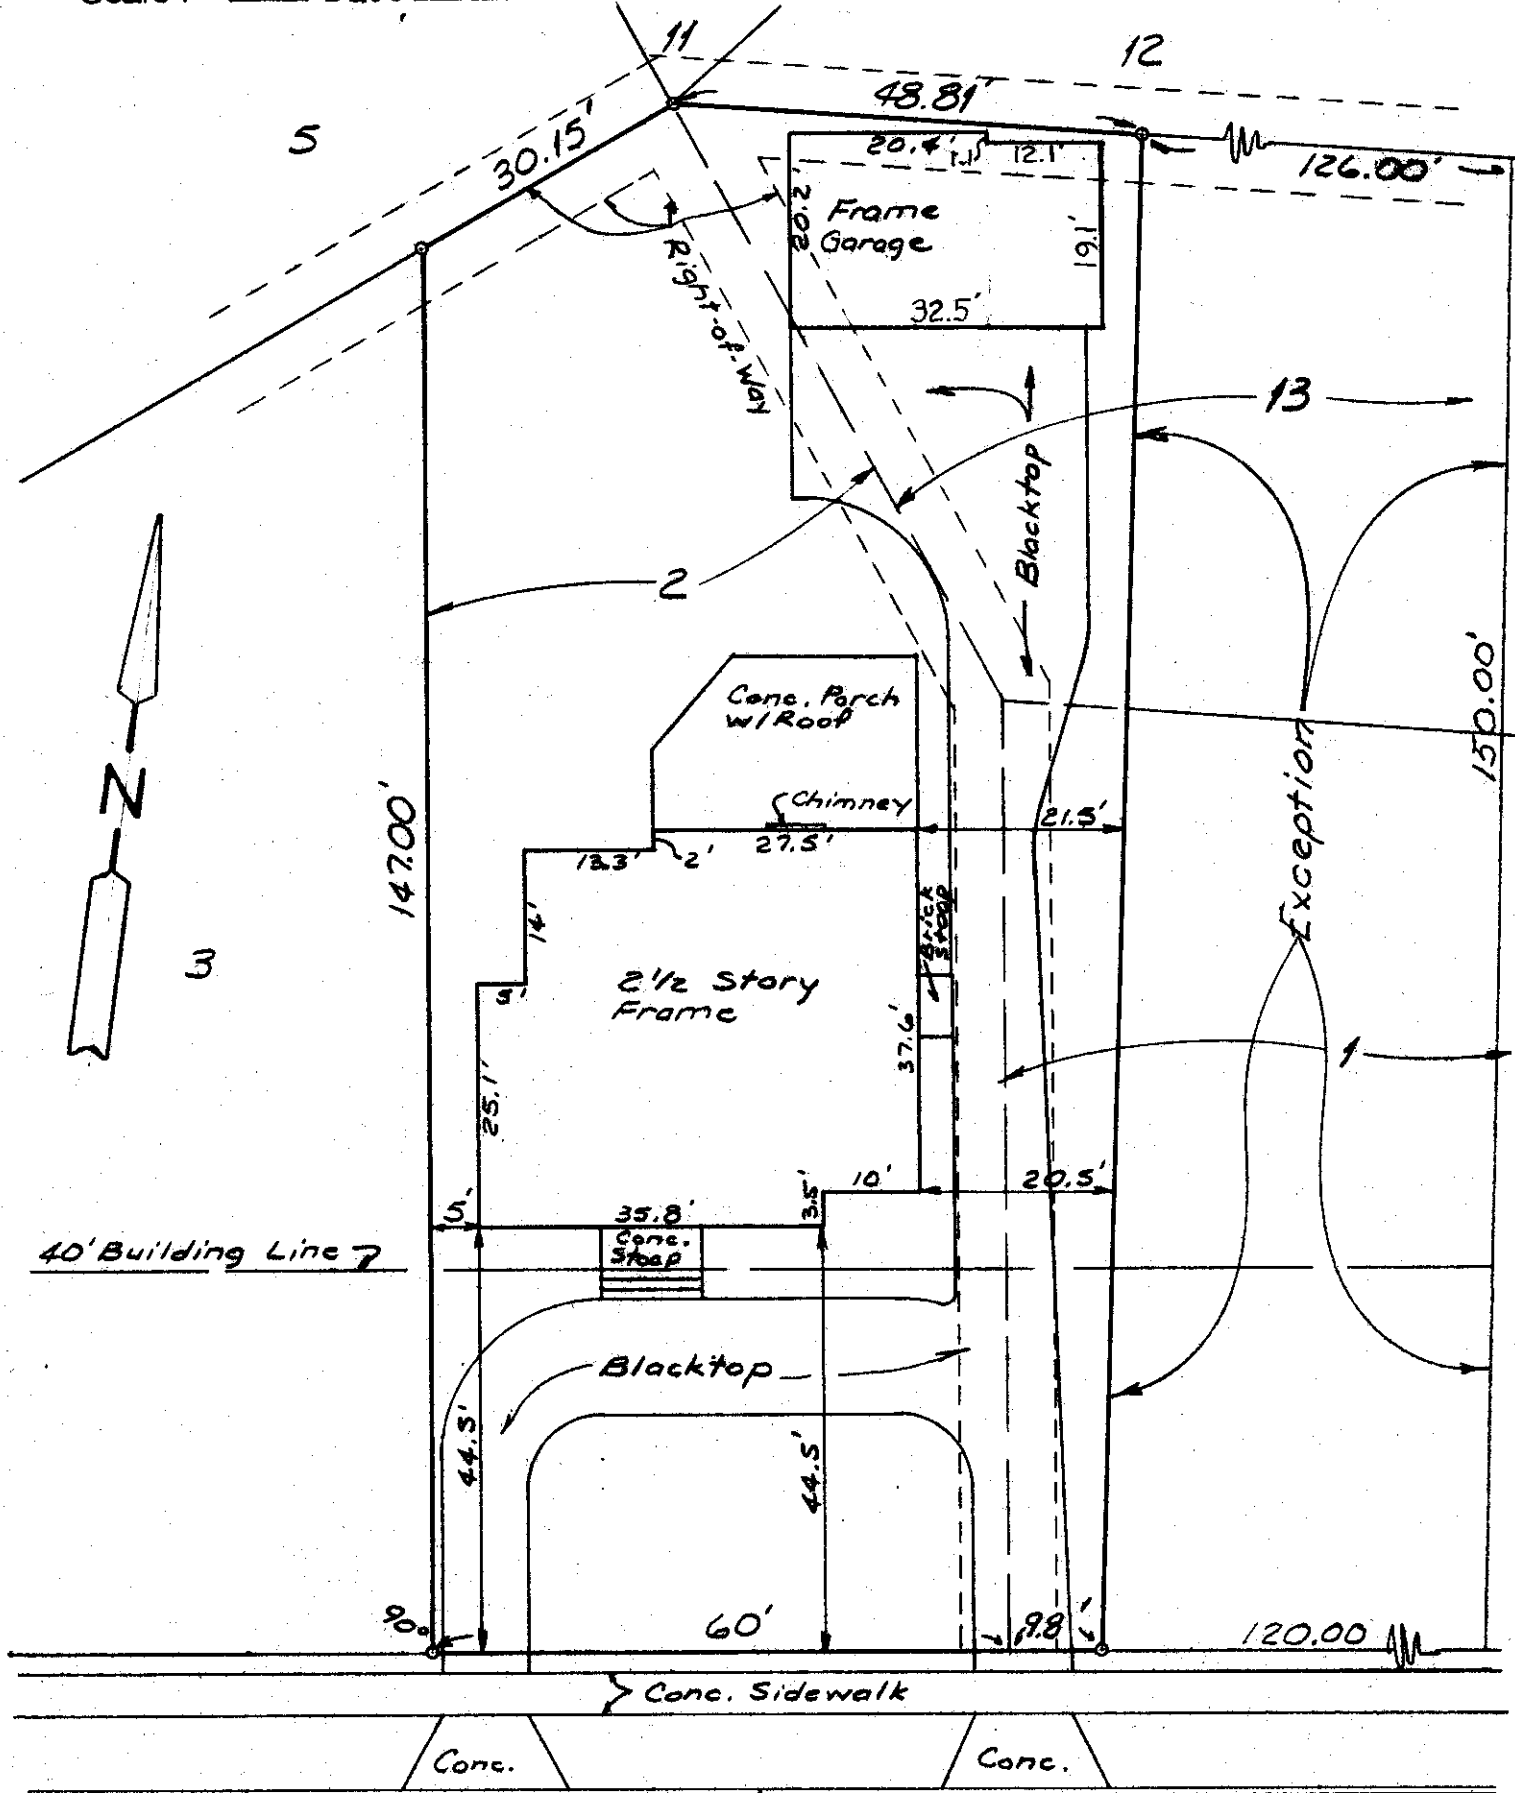 11
12
48.81'
5
30.15'
20.4'
1.1'
12.1'
126.00'
20.2'
Frame
Garage
19.1'
Right-of-Way
32.5'
13
Blacktop
2
Conc. Porch
w/Roof
150.00'
N
Exception
Chimney
21.5'
147.00'
13.3'
2'
27.5'
Brick
Stoop
14'
3
2 1/2 Story
Frame
5'
37.6'
1
25.1'
10'
20.5'
3.5'
5'
35.8'
Conc.
Stoop
40' Building Line
Blacktop
44.5'
44.5'
90°
60'
9.8'
120.00
Conc. Sidewalk
Conc.
Conc.